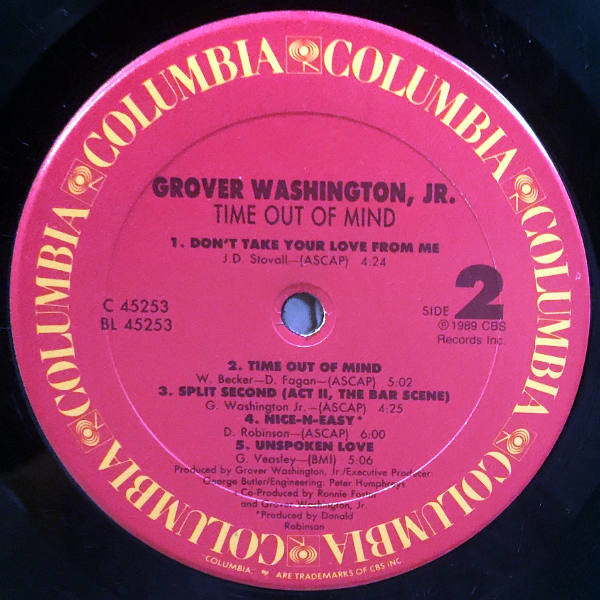 COLUMBIA COLUMBIA COLUMBIA COLUMBIA COLUMBIA COLUMBIA COLUMBIA COLUMBIA
GROVER WASHINGTON, JR.
TIME OUT OF MIND
1. DON'T TAKE YOUR LOVE FROM ME
J.D. Stovall—(ASCAP) 4:24
C 45253
BL 45253
SIDE 2
℗ 1989 CBS
Records Inc.
2. TIME OUT OF MIND
W. Becker—D. Fagan—(ASCAP) 5:02
3. SPLIT SECOND (ACT II, THE BAR SCENE)
G. Washington Jr.—(ASCAP) 4:25
4. NICE-N-EASY*
D. Robinson—(ASCAP) 6:00
5. UNSPOKEN LOVE
G. Veasley—(BMI) 5:06
Produced by Grover Washington, Jr./Executive Producer:
George Butler/Engineering: Peter Humphreys
Co-Produced by Ronnie Foster
and Grover Washington, Jr.
*Produced by Donald
Robinson
"COLUMBIA," ARE TRADEMARKS OF CBS INC.